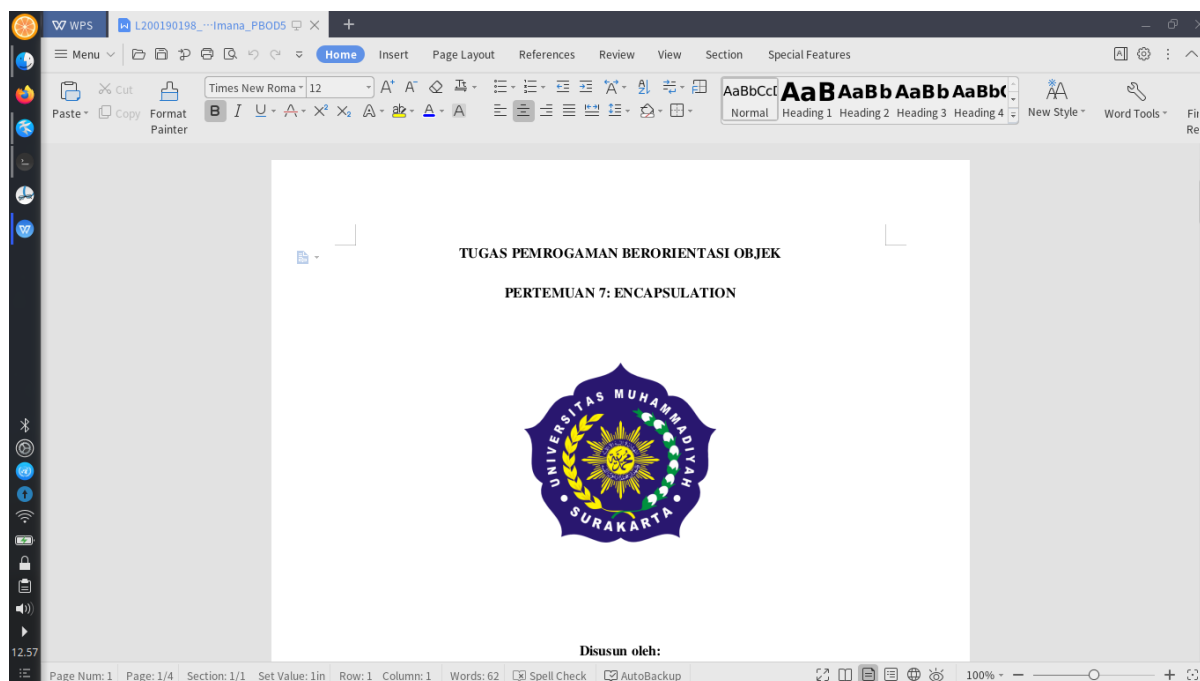 WPS L200190198_···Imana_PBOD5
Menu Home Insert Page Layout References Review View Section Special Features
Paste Cut Copy Format Painter
Times New Roma 12
AaBbCcD AaB AaBb AaBb AaBb(
Normal Heading 1 Heading 2 Heading 3 Heading 4 New Style Word Tools Fin
Re
TUGAS PEMROGAMAN BERORIENTASI OBJEK
PERTEMUAN 7: ENCAPSULATION
UNIVERSITAS MUHAMMADIYAH
SURAKARTA
Disusun oleh:
12.57
Page Num: 1 Page: 1/4 Section: 1/1 Set Value: 1in Row: 1 Column: 1 Words: 62 Spell Check AutoBackup 100%